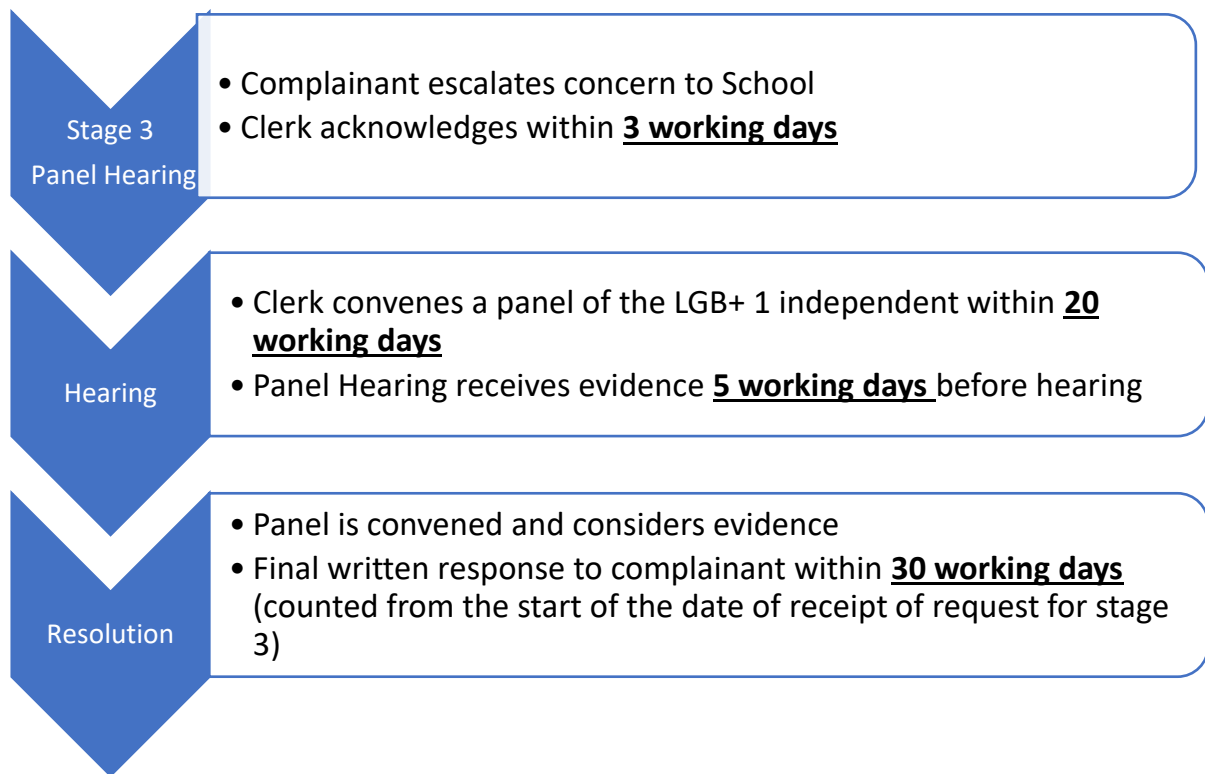 Stage 3
Panel Hearing
• Complainant escalates concern to School
• Clerk acknowledges within 3 working days
Hearing
• Clerk convenes a panel of the LGB+ 1 independent within 20
working days
• Panel Hearing receives evidence 5 working days before hearing
Resolution
• Panel is convened and considers evidence
• Final written response to complainant within 30 working days
(counted from the start of the date of receipt of request for stage
3)